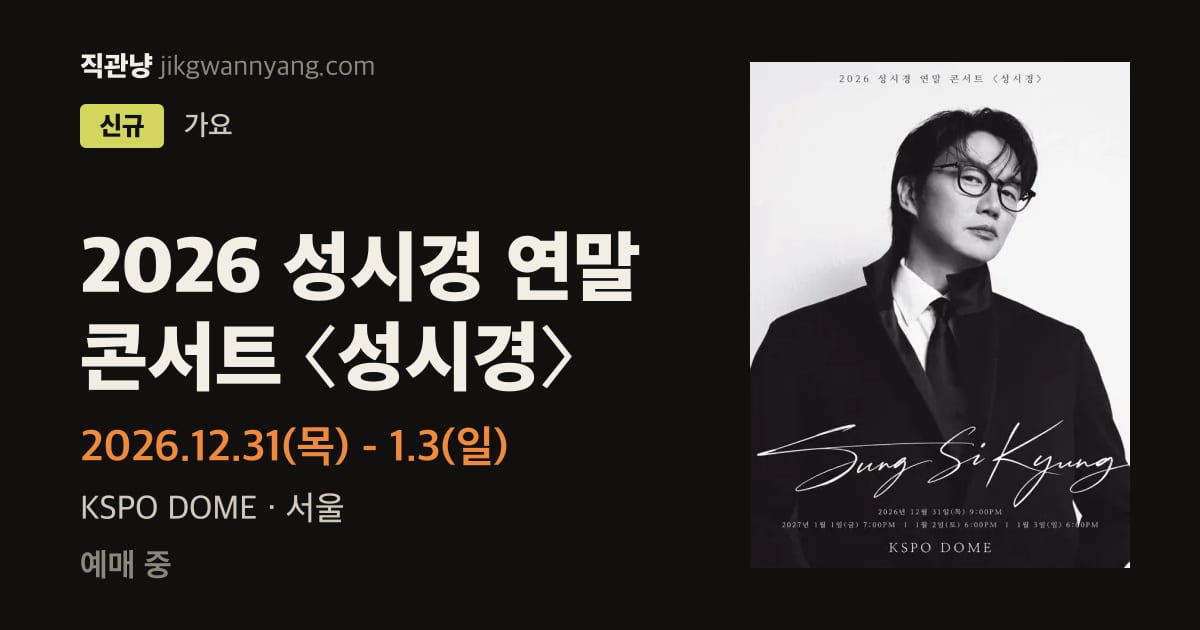 직관냥 jikgwannyang.com
신규 가요
2026 성시경 연말
콘서트 〈성시경〉
2026.12.31(목) - 1.3(일)
KSPO DOME · 서울
예매 중
2026 성시경 연말 콘서트 〈성시경〉
Sung Si Kyung
2026년 12월 31일(목) 9:00PM
2027년 1월 1일(금) 7:00PM | 1월 2일(토) 6:00PM | 1월 3일(일) 6:00PM
KSPO DOME